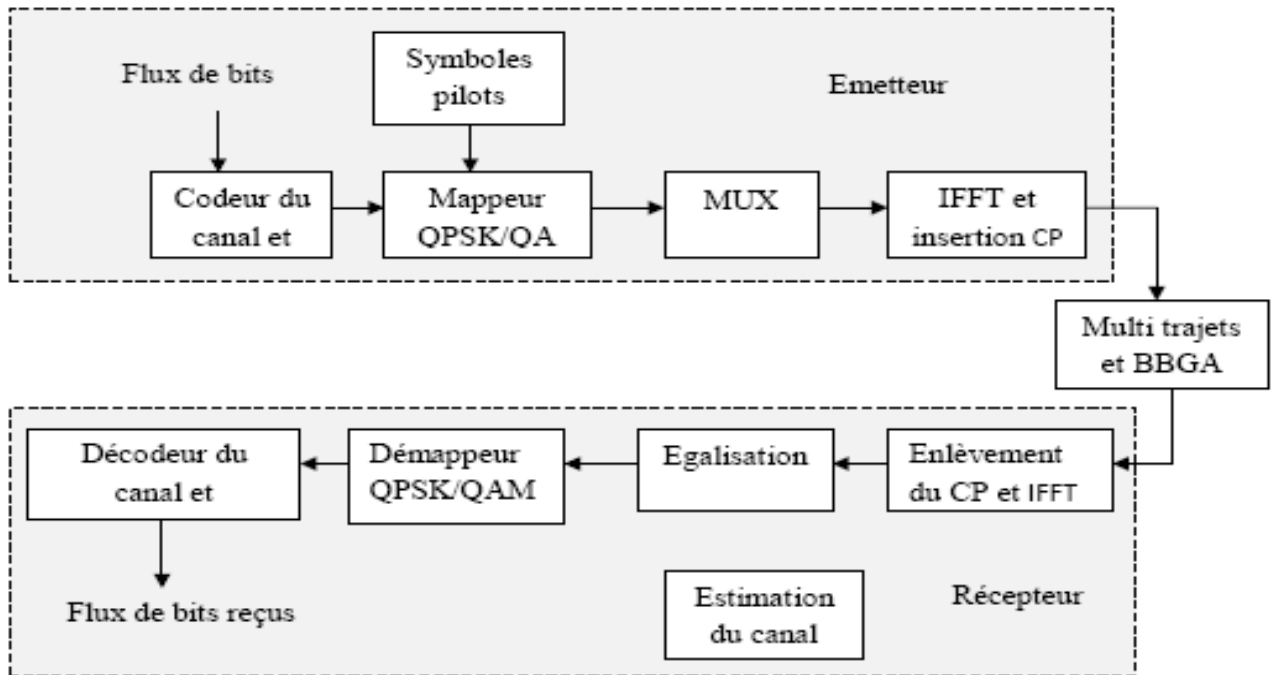 Flux de bits
Symboles
pilots
Emetteur
Codeur du
canal et
Mappeur
QPSK/QA
MUX
IFFT et
insertion CP
Multi trajets
et BBGA
Décodeur du
canal et
Démappeur
QPSK/QAM
Egalisation
Enlèvement
du CP et IFFT
Flux de bits reçus
Estimation
du canal
Récepteur